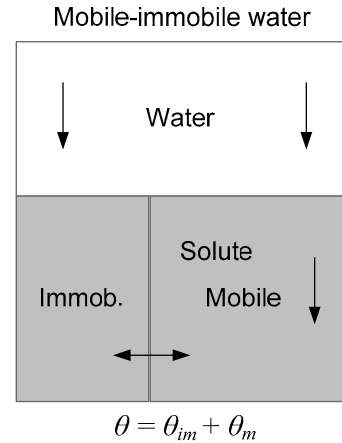 Mobile-immobile water
Water
Solute
Immob. Mobile
θ = θim + θm